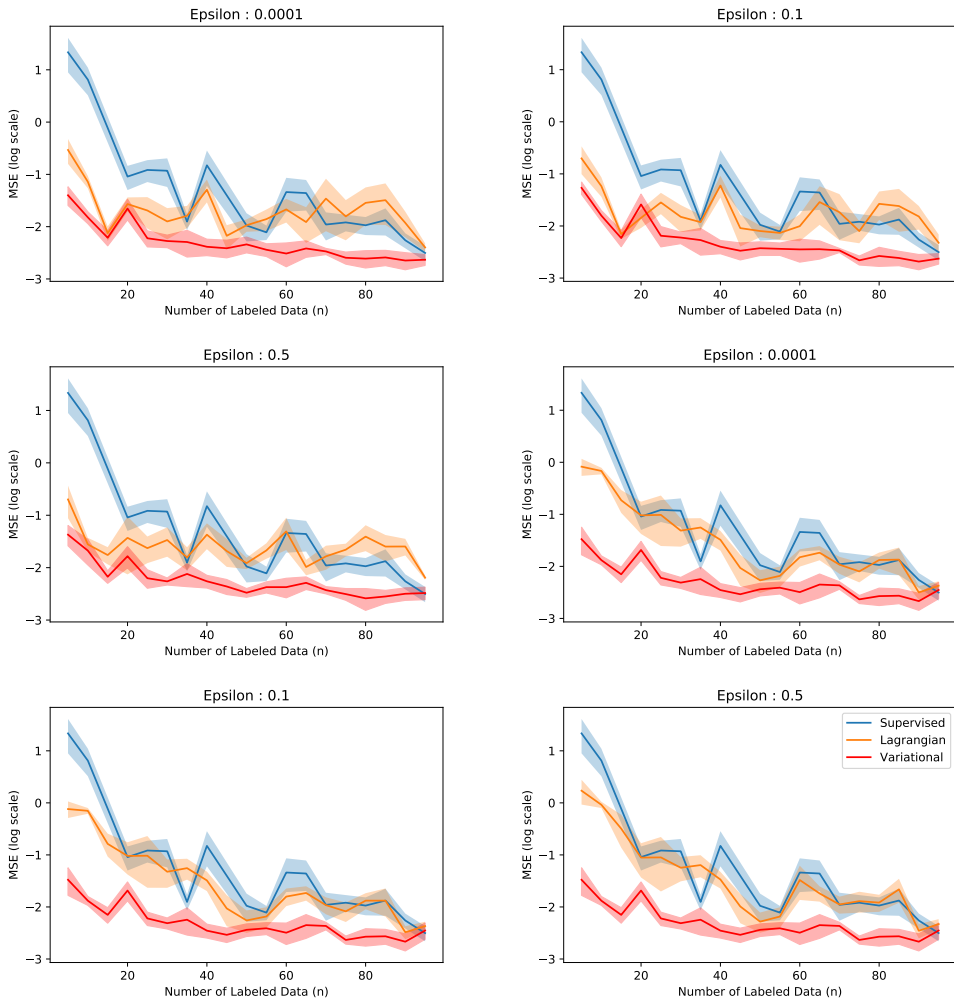 Epsilon : 0.0001
MSE (log scale)
1
0
−1
−2
−3
20
40
60
80
Number of Labeled Data (n)
Epsilon : 0.1
MSE (log scale)
1
0
−1
−2
−3
20
40
60
80
Number of Labeled Data (n)
Epsilon : 0.5
MSE (log scale)
1
0
−1
−2
−3
20
40
60
80
Number of Labeled Data (n)
Epsilon : 0.0001
MSE (log scale)
1
0
−1
−2
−3
20
40
60
80
Number of Labeled Data (n)
Epsilon : 0.1
MSE (log scale)
1
0
−1
−2
−3
20
40
60
80
Number of Labeled Data (n)
Epsilon : 0.5
Supervised
Lagrangian
Variational
MSE (log scale)
1
0
−1
−2
−3
20
40
60
80
Number of Labeled Data (n)